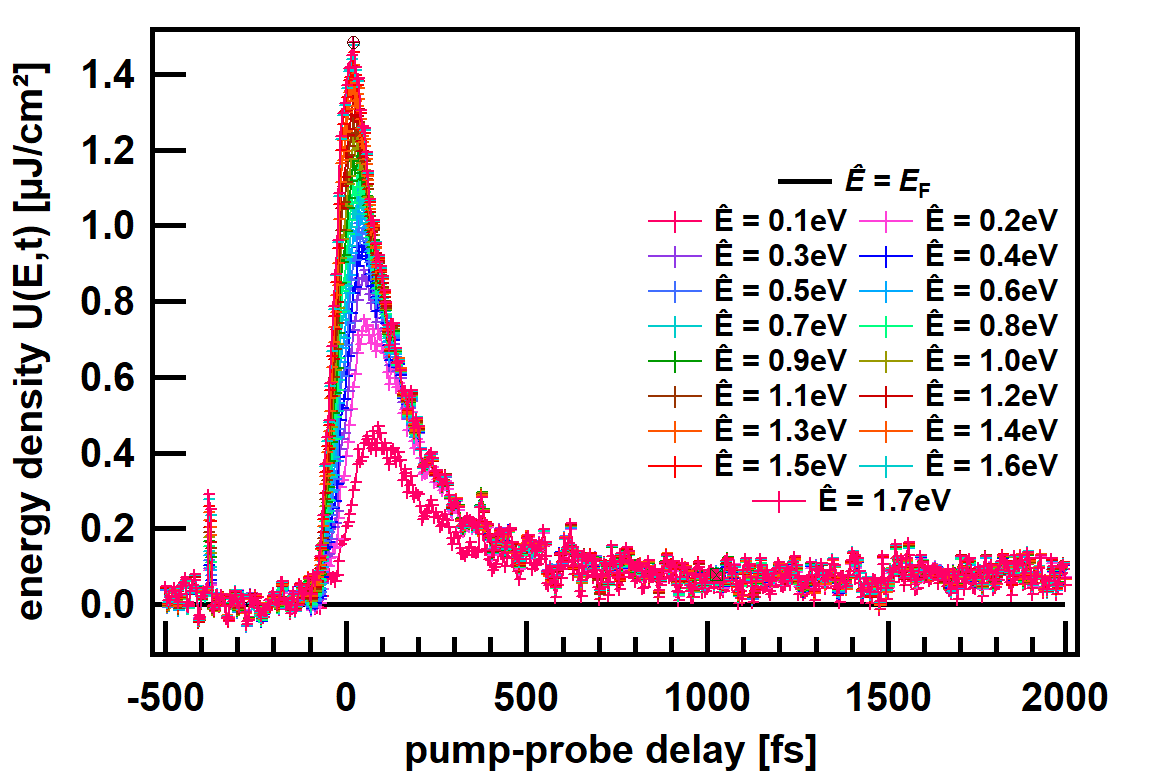 energy density U(E,t) [µJ/cm²]
1.4
1.2
1.0
0.8
0.6
0.4
0.2
0.0
Ê = EF
Ê = 0.1eV Ê = 0.2eV
Ê = 0.3eV Ê = 0.4eV
Ê = 0.5eV Ê = 0.6eV
Ê = 0.7eV Ê = 0.8eV
Ê = 0.9eV Ê = 1.0eV
Ê = 1.1eV Ê = 1.2eV
Ê = 1.3eV Ê = 1.4eV
Ê = 1.5eV Ê = 1.6eV
Ê = 1.7eV
-500 0 500 1000 1500 2000
pump-probe delay [fs]